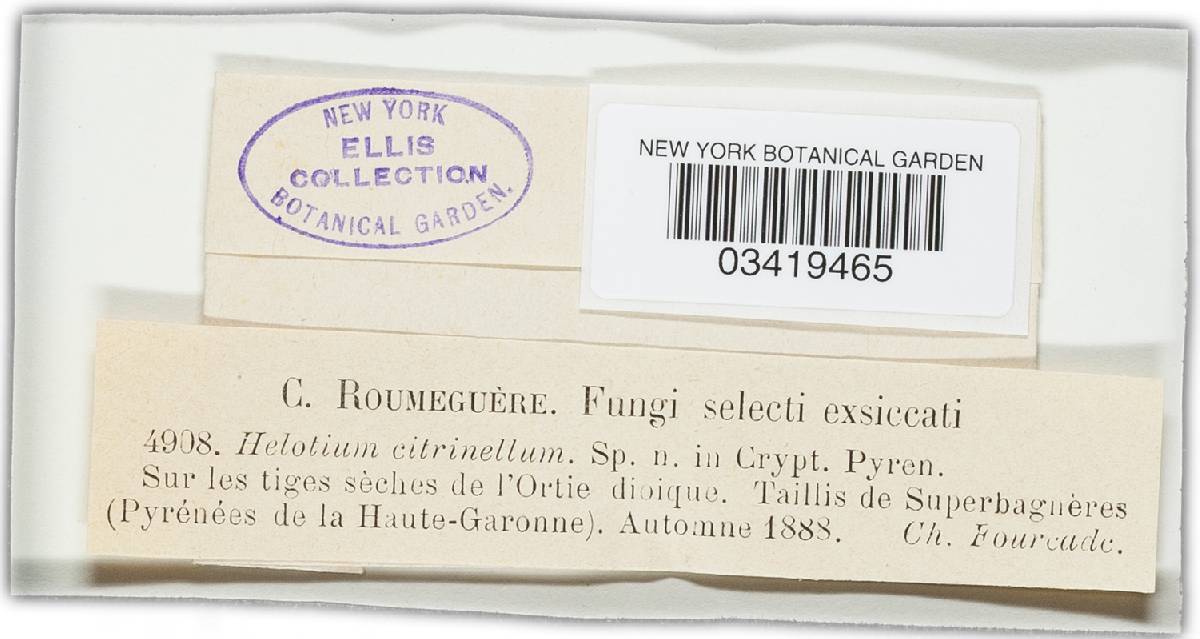 NEW YORK
ELLIS
COLLECTION
BOTANICAL GARDEN.
NEW YORK BOTANICAL GARDEN
03419465
C. ROUMEGUÈRE. Fungi selecti exsiccati
4908. Helotium citrinellum. Sp. n. in Crypt. Pyren.
Sur les tiges sèches de l'Ortie dioique. Taillis de Superbagnères
(Pyrénées de la Haute-Garonne). Automne 1888. Ch. Fourcade.